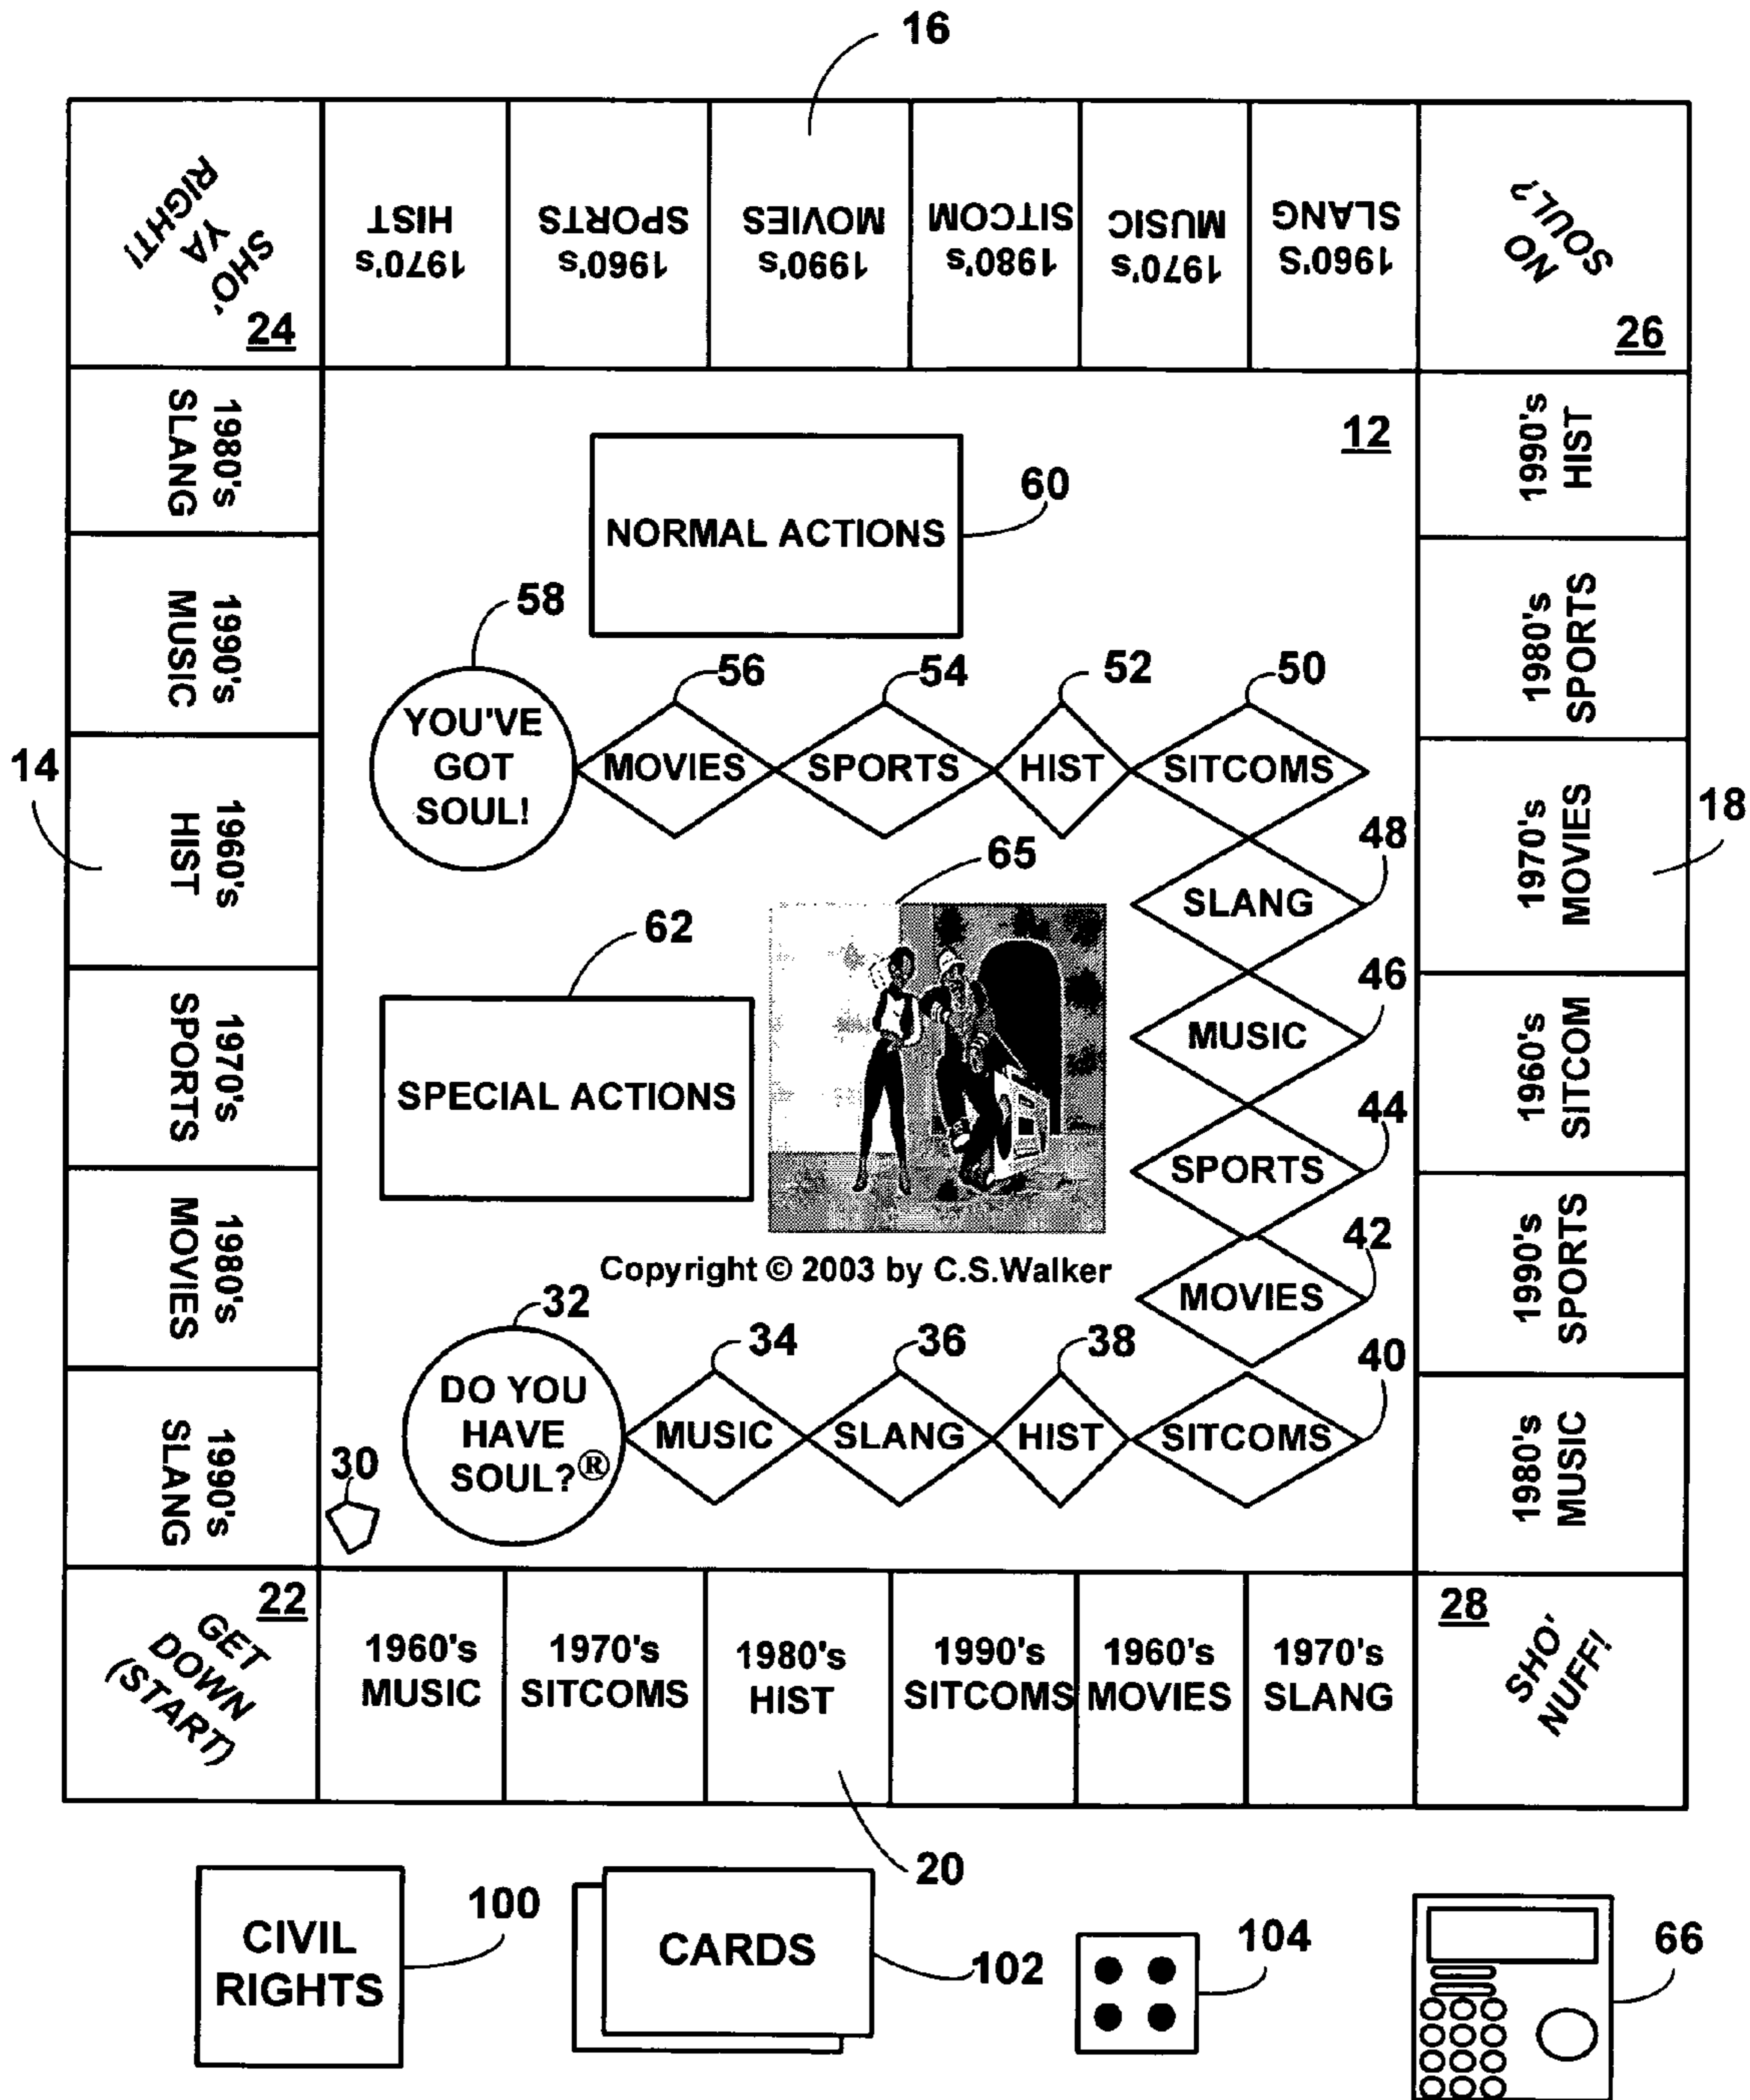 16
SHO'
YA
RIGHT!
24
1970's
HIST
1960's
SPORTS
1990's
MOVIES
1980's
SITCOM
1970's
MUSIC
1960'S
SLANG
NO
SOUL?
26
1980's
SLANG
1990's
MUSIC
14
1960's
HIST
1970's
SPORTS
1980's
MOVIES
1990's
SLANG
12
NORMAL ACTIONS
60
58
56
54
52
50
YOU'VE
GOT
SOUL!
MOVIES
SPORTS
HIST
SITCOMS
48
SLANG
65
62
46
MUSIC
SPECIAL ACTIONS
44
SPORTS
42
MOVIES
Copyright © 2003 by C.S.Walker
32
34
36
38
40
DO YOU
HAVE
SOUL?®
MUSIC
SLANG
HIST
SITCOMS
30
1990's
HIST
1980's
SPORTS
1970's
MOVIES
18
1960's
SITCOM
1990's
SPORTS
1980's
MUSIC
22
GET
DOWN
(START)
1960's
MUSIC
1970's
SITCOMS
1980's
HIST
1990's
SITCOMS
1960's
MOVIES
1970's
SLANG
28
SHO'
NUFF!
20
CIVIL
RIGHTS
100
CARDS
102
104
66